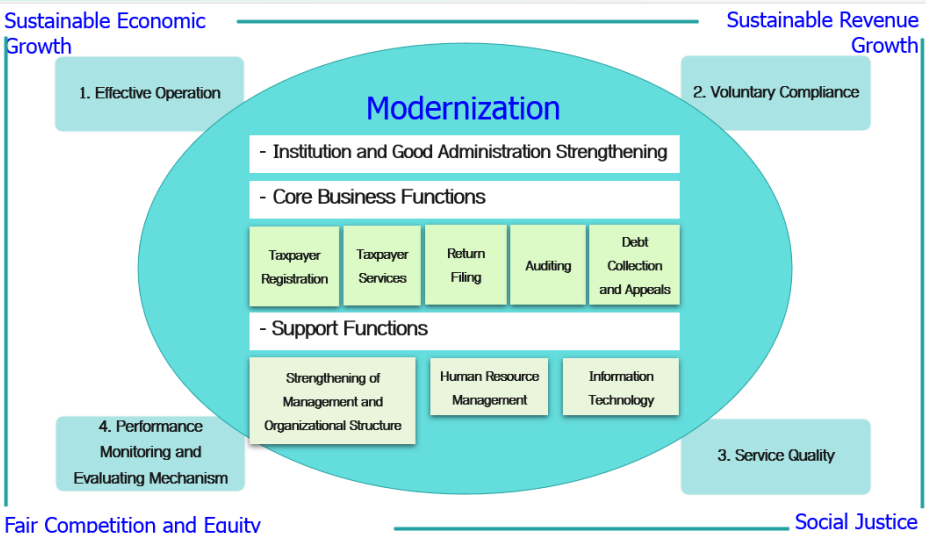 Sustainable Economic
Growth
Sustainable Revenue
Growth
1. Effective Operation
2. Voluntary Compliance
Modernization
- Institution and Good Administration Strengthening
- Core Business Functions
Taxpayer
Registration
Taxpayer
Services
Return
Filing
Auditing
Debt
Collection
and Appeals
- Support Functions
Strengthening of
Management and
Organizational Structure
Human Resource
Management
Information
Technology
4. Performance
Monitoring and
Evaluating Mechanism
3. Service Quality
Fair Competition and Equity
Social Justice